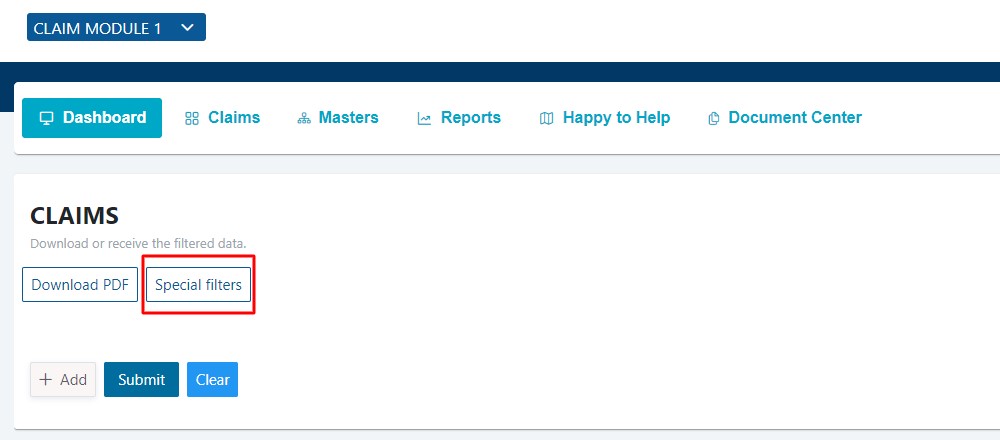 CLAIM MODULE 1
Dashboard Claims Masters Reports Happy to Help Document Center
CLAIMS
Download or receive the filtered data.
Download PDF Special filters
+ Add Submit Clear